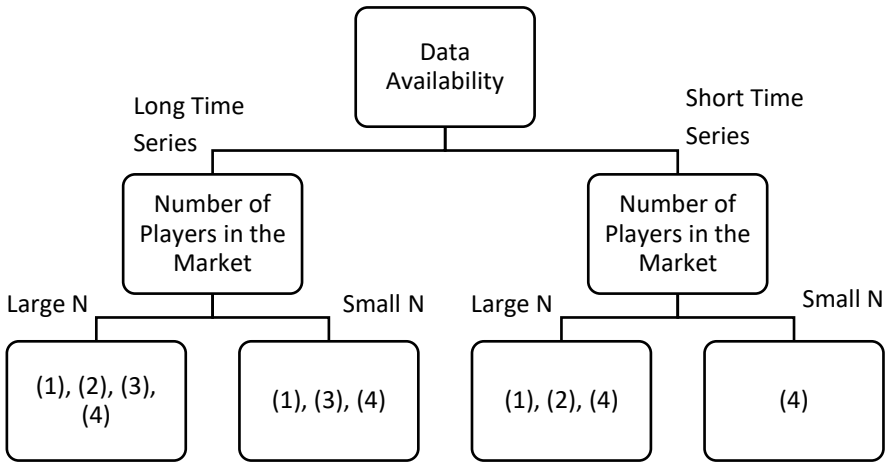 Data
Availability
Long Time
Series
Short Time
Series
Number of
Players in the
Market
Number of
Players in the
Market
Large N
Small N
Large N
Small N
(1), (2), (3),
(4)
(1), (3), (4)
(1), (2), (4)
(4)